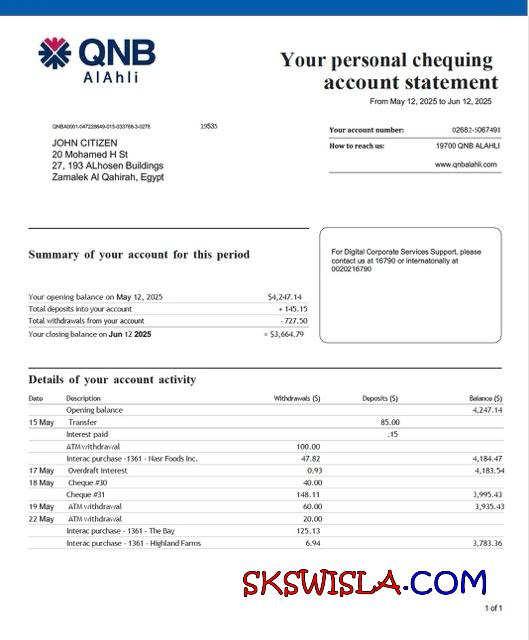 QNB
AlAhli
Your personal chequing
account statement
From May 12, 2025 to Jun 12, 2025
QNBA0001-047228649-015-033766-3-0276 19535
JOHN CITIZEN
20 Mohamed H St
27, 193 ALhosen Buildings
Zamalek Al Qahirah, Egypt
Your account number: 02682-5067491
How to reach us: 19700 QNB ALAHLI
www.qnbalahli.com
Summary of your account for this period
For Digital Corporate Services Support, please
contact us at 16790 or internatonally at
0020216790
Your opening balance on May 12, 2025 $4,247.14
Total deposits into your account + 145.15
Total withdrawals from your account - 727.50
Your closing balance on Jun 12 2025 = $3,664.79
Details of your account activity
Date Description Withdrawals ($) Deposits ($) Balance ($)
Opening balance 4,247.14
15 May Transfer 85.00
Interest paid .15
ATM withdrawal 100.00
Interac purchase -1361 - Nasr Foods Inc. 47.82 4,184.47
17 May Overdraft Interest 0.93 4,183.54
18 May Cheque #30 40.00
Cheque #31 148.11 3,995.43
19 May ATM withdrawal 60.00 3,935.43
22 May ATM withdrawal 20.00
Interac purchase - 1361 - The Bay 125.13
Interac purchase - 1361 - Highland Farms 6.94 3,783.36
SKSWISLA.COM
1 of 1